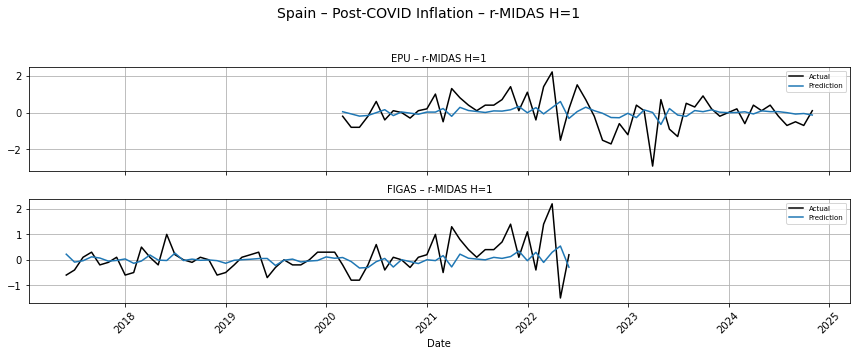 Spain – Post-COVID Inflation – r-MIDAS H=1
EPU – r-MIDAS H=1
Actual
Prediction
2
0
−2
FIGAS – r-MIDAS H=1
Actual
Prediction
2
1
0
−1
2018
2019
2020
2021
2022
2023
2024
2025
Date